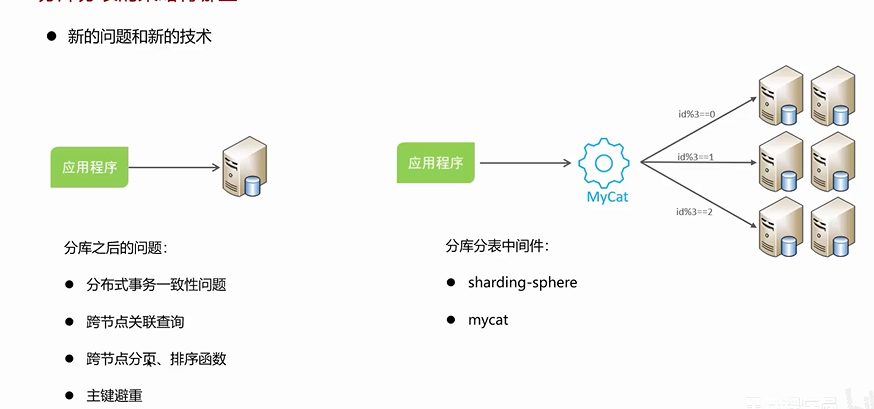 新的问题和新的技术
应用程序
应用程序
MyCat
id%3==0
id%3==1
id%3==2
分库之后的问题：
分布式事务一致性问题
跨节点关联查询
跨节点分页、排序函数
主键避重
分库分表中间件：
sharding-sphere
mycat